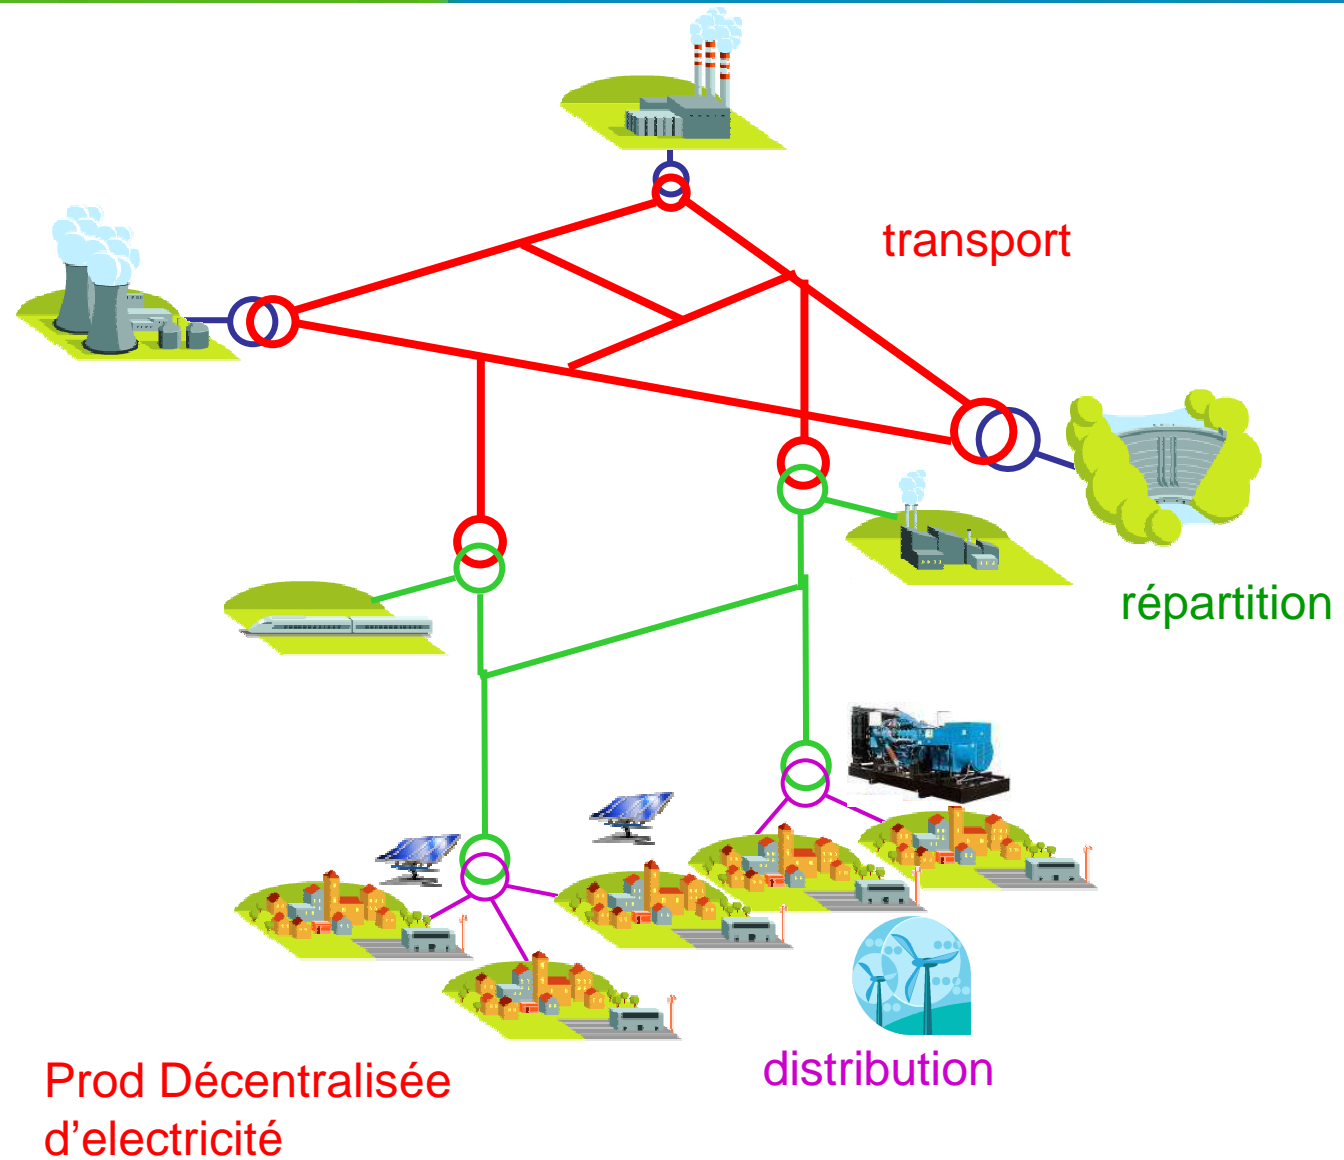 transport
répartition
distribution
Prod Décentralisée
d'electricité